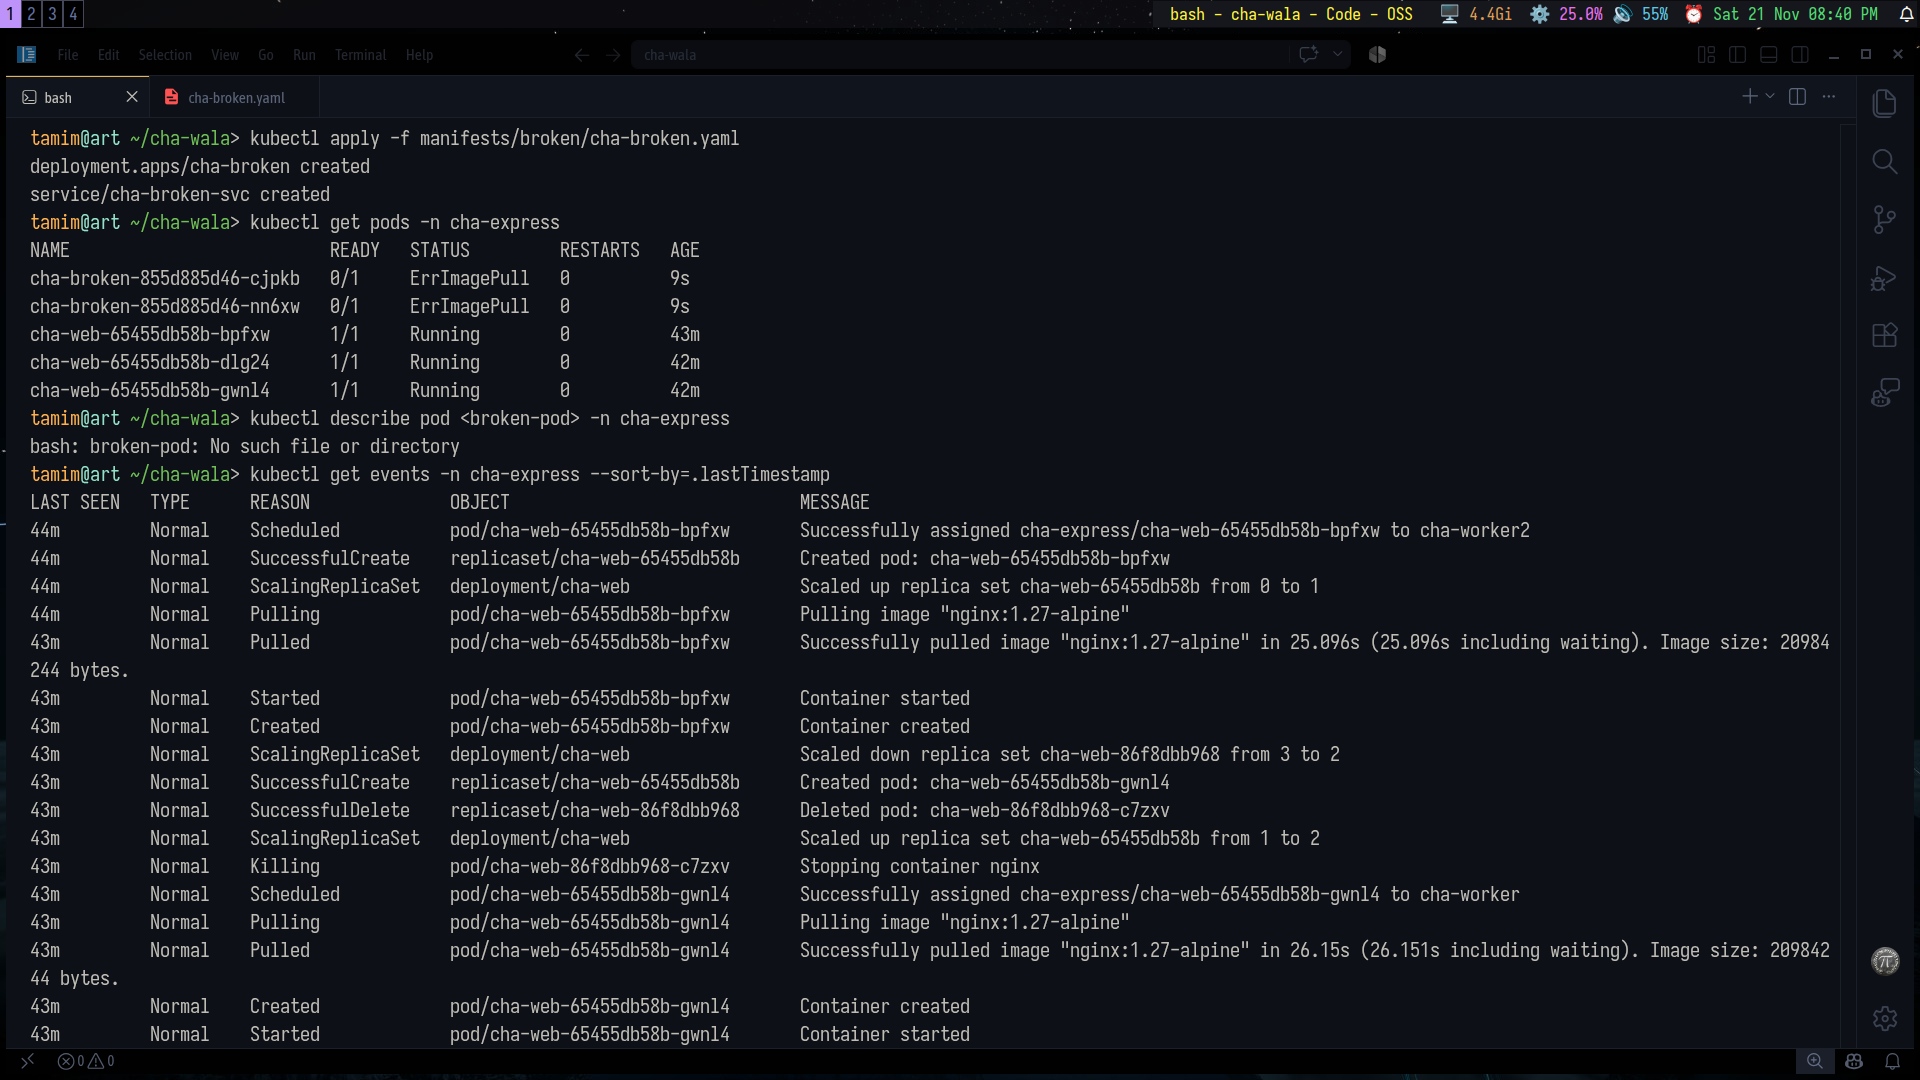 1 2 3 4
bash - cha-wala - Code - OSS 4.4Gi 25.0% 55% Sat 21 Nov 08:40 PM
File Edit Selection View Go Run Terminal Help cha-wala
bash cha-broken.yaml
tamim@art ~/cha-wala> kubectl apply -f manifests/broken/cha-broken.yaml
deployment.apps/cha-broken created
service/cha-broken-svc created
tamim@art ~/cha-wala> kubectl get pods -n cha-express
NAME READY STATUS RESTARTS AGE
cha-broken-855d885d46-cjpkb 0/1 ErrImagePull 0 9s
cha-broken-855d885d46-nn6xw 0/1 ErrImagePull 0 9s
cha-web-65455db58b-bpfxw 1/1 Running 0 43m
cha-web-65455db58b-dlg24 1/1 Running 0 42m
cha-web-65455db58b-gwnl4 1/1 Running 0 42m
tamim@art ~/cha-wala> kubectl describe pod <broken-pod> -n cha-express
bash: broken-pod: No such file or directory
tamim@art ~/cha-wala> kubectl get events -n cha-express --sort-by=.lastTimestamp
LAST SEEN TYPE REASON OBJECT MESSAGE
44m Normal Scheduled pod/cha-web-65455db58b-bpfxw Successfully assigned cha-express/cha-web-65455db58b-bpfxw to cha-worker2
44m Normal SuccessfulCreate replicaset/cha-web-65455db58b Created pod: cha-web-65455db58b-bpfxw
44m Normal ScalingReplicaSet deployment/cha-web Scaled up replica set cha-web-65455db58b from 0 to 1
44m Normal Pulling pod/cha-web-65455db58b-bpfxw Pulling image "nginx:1.27-alpine"
43m Normal Pulled pod/cha-web-65455db58b-bpfxw Successfully pulled image "nginx:1.27-alpine" in 25.096s (25.096s including waiting). Image size: 20984
244 bytes.
43m Normal Started pod/cha-web-65455db58b-bpfxw Container started
43m Normal Created pod/cha-web-65455db58b-bpfxw Container created
43m Normal ScalingReplicaSet deployment/cha-web Scaled down replica set cha-web-86f8dbb968 from 3 to 2
43m Normal SuccessfulCreate replicaset/cha-web-65455db58b Created pod: cha-web-65455db58b-gwnl4
43m Normal SuccessfulDelete replicaset/cha-web-86f8dbb968 Deleted pod: cha-web-86f8dbb968-c7zxv
43m Normal ScalingReplicaSet deployment/cha-web Scaled up replica set cha-web-65455db58b from 1 to 2
43m Normal Killing pod/cha-web-86f8dbb968-c7zxv Stopping container nginx
43m Normal Scheduled pod/cha-web-65455db58b-gwnl4 Successfully assigned cha-express/cha-web-65455db58b-gwnl4 to cha-worker
43m Normal Pulling pod/cha-web-65455db58b-gwnl4 Pulling image "nginx:1.27-alpine"
43m Normal Pulled pod/cha-web-65455db58b-gwnl4 Successfully pulled image "nginx:1.27-alpine" in 26.15s (26.151s including waiting). Image size: 209842
44 bytes.
43m Normal Created pod/cha-web-65455db58b-gwnl4 Container created
43m Normal Started pod/cha-web-65455db58b-gwnl4 Container started
0 0